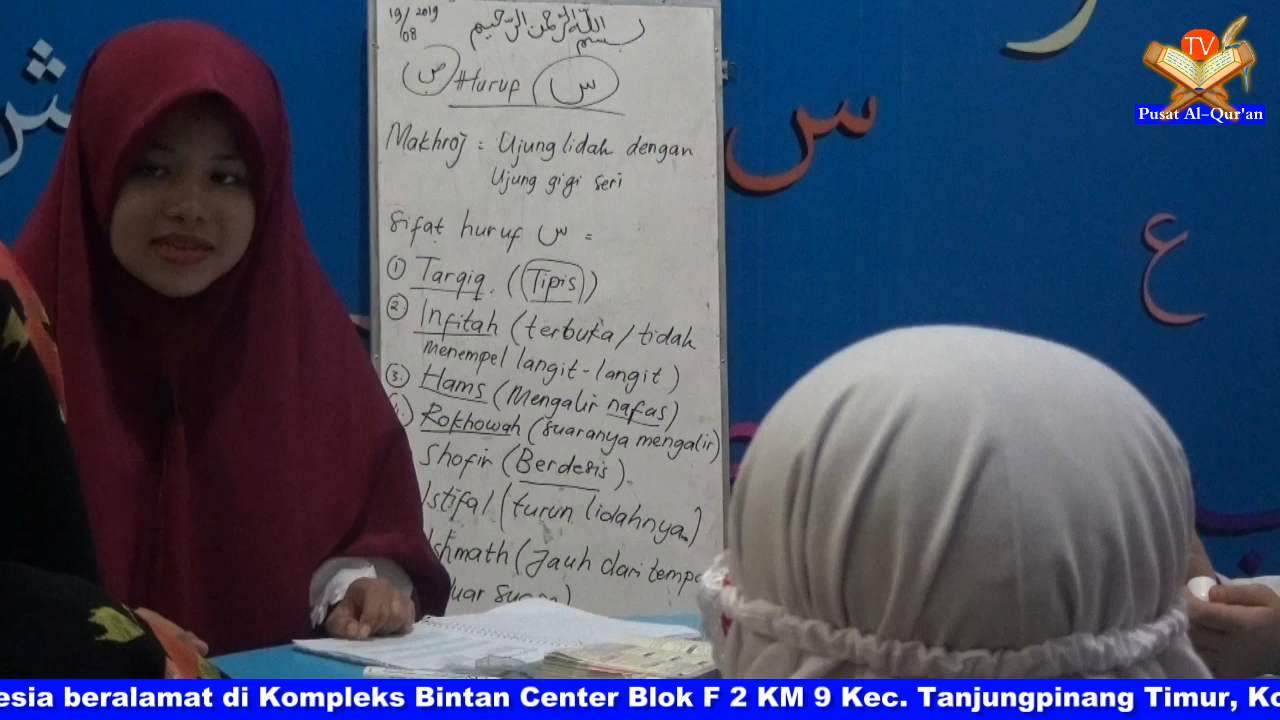 19/2019
/08
بسم الله الرحمن الرحيم
(ض) Huruf (س)
Makhroj : Ujung lidah dengan
Ujung gigi seri
Sifat huruf س =
① Tarqiq. ((Tipis))
② Infitah (terbuka / tidak
menempel langit-langit)
③ Hams (Mengalir nafas)
Rokhowah (suaranya mengalir)
Shofir (Berdesis)
Istifal (turun lidahnya)
Ishmath (Jauh dari tempa
ش
س
ع
TV
Pusat Al-Qur'an
esia beralamat di Kompleks Bintan Center Blok F 2 KM 9 Kec. Tanjungpinang Timur, Ko